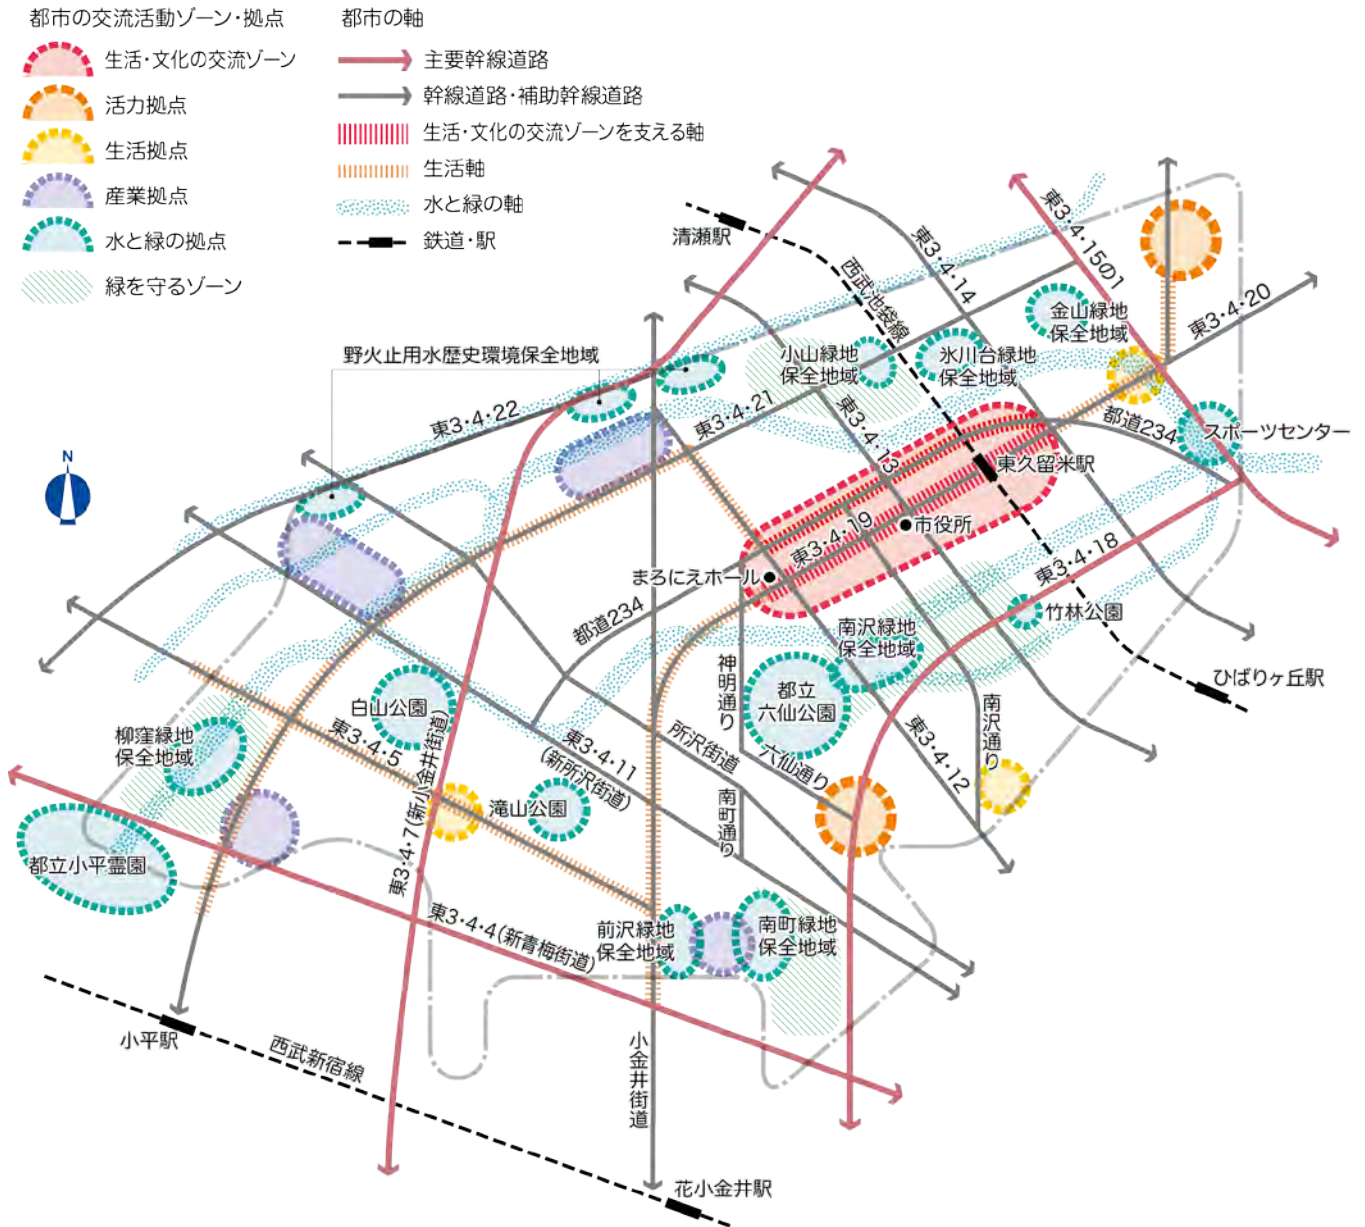 都市の交流活動ゾーン・拠点
生活・文化の交流ゾーン
活力拠点
生活拠点
産業拠点
水と緑の拠点
緑を守るゾーン
都市の軸
主要幹線道路
幹線道路・補助幹線道路
生活・文化の交流ゾーンを支える軸
生活軸
水と緑の軸
鉄道・駅
清瀬駅
西武池袋線
東3・4・14
東3・4・15の1
東3・4・20
金山緑地
保全地域
小山緑地
保全地域
氷川台緑地
保全地域
野火止用水歴史環境保全地域
東3・4・22
東3・4・21
東3・4・13
都道234
スポーツセンター
東久留米駅
N
市役所
東3・4・19
まろにえホール
東3・4・18
都道234
竹林公園
南沢緑地
保全地域
ひばりヶ丘駅
神明通り
都立
六仙公園
南沢通り
白山公園
柳窪緑地
保全地域
東3・4・5
東3・4・11
(新所沢街道)
所沢街道
六仙通り
東3・4・12
滝山公園
南町通り
東3・4・7(新小金井街道)
都立小平霊園
東3・4・4(新青梅街道)
前沢緑地
保全地域
南町緑地
保全地域
小平駅
西武新宿線
小金井街道
花小金井駅